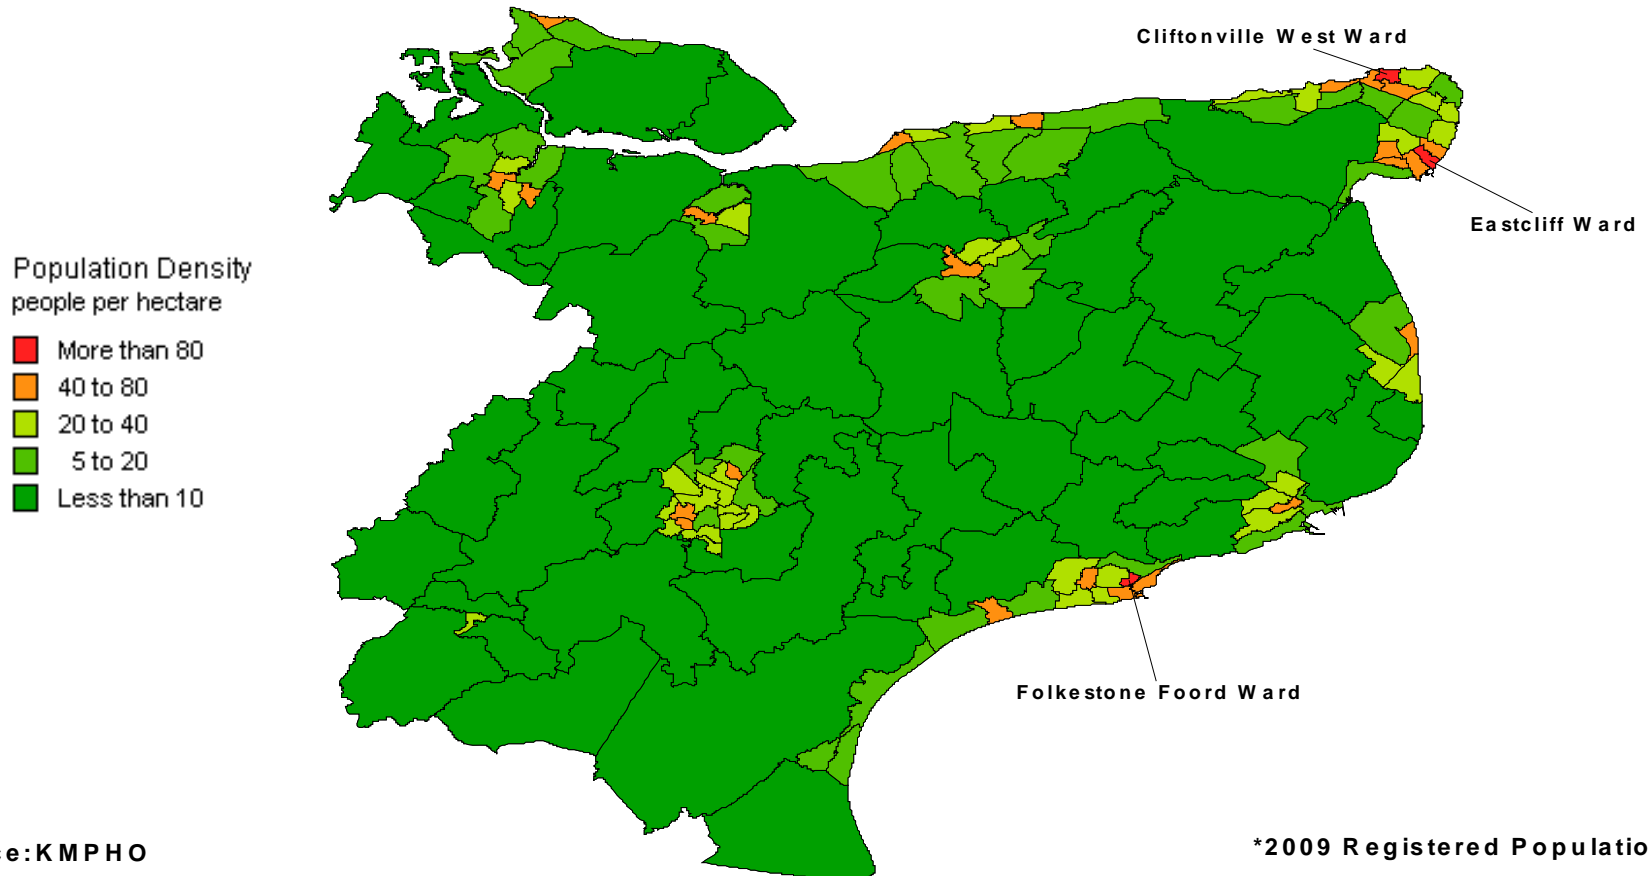 Cliftonville West Ward
Eastcliff Ward
Population Density
people per hectare
More than 80
40 to 80
20 to 40
5 to 20
Less than 10
Folkestone Foord Ward
e:KMPHO
*2009 Registered Populatio